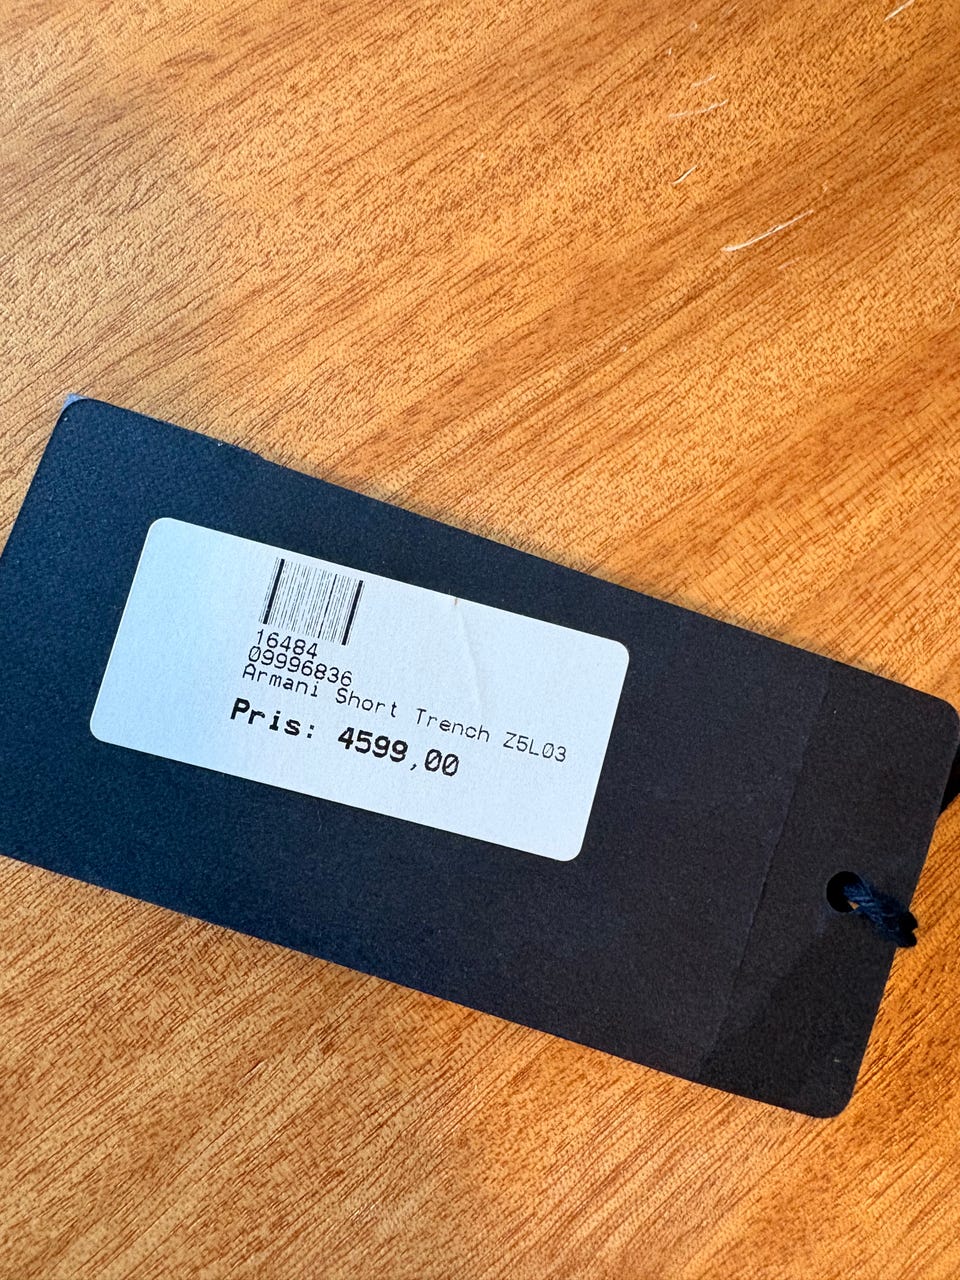 16484
09996836
Armani Short Trench Z5L03
Pris: 4599,00